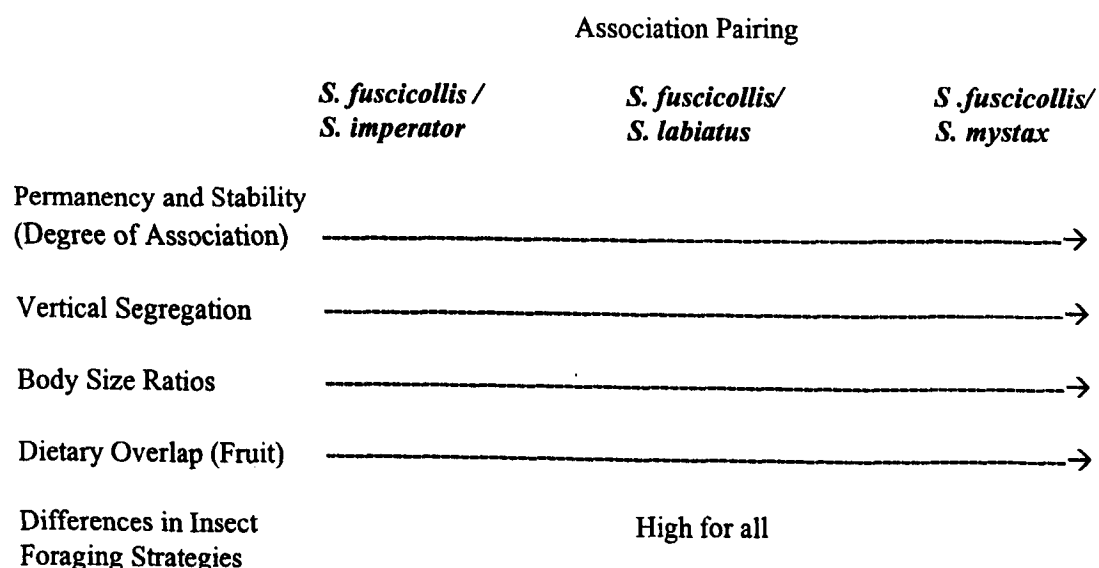 Association Pairing
S. fuscicollis / S. fuscicollis/ S .fuscicollis/
S. imperator S. labiatus S. mystax
Permanency and Stability
(Degree of Association)
Vertical Segregation
Body Size Ratios
Dietary Overlap (Fruit)
Differences in Insect High for all
Foraging Strategies